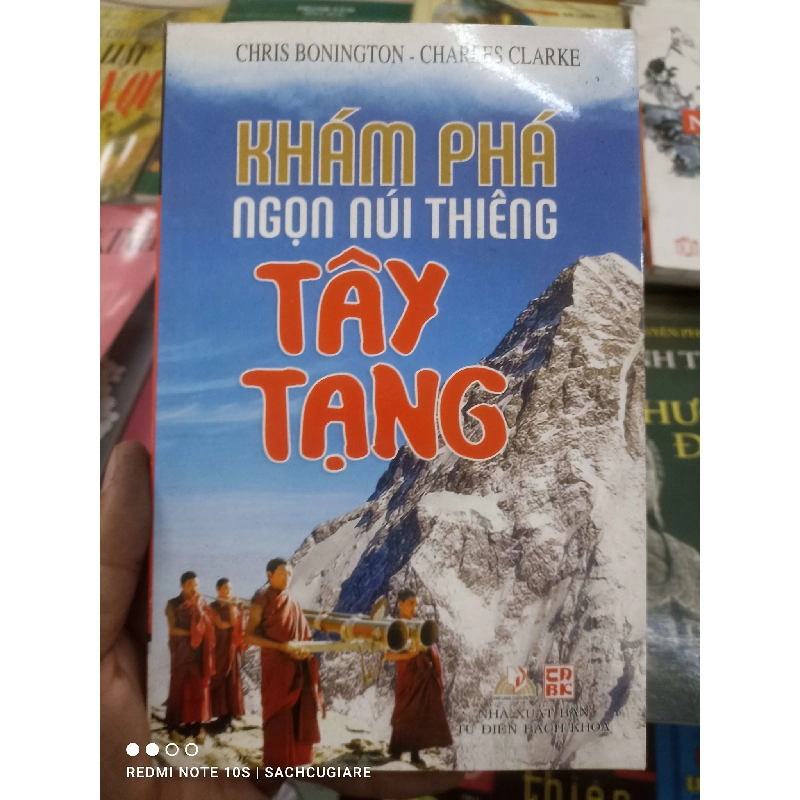 CHRIS BONINGTON - CHARLES CLARKE
KHÁM PHÁ
NGỌN NÚI THIÊNG
TÂY
TẠNG
NHÀ XUẤT BẢN
TỪ ĐIỂN BÁCH KHOA
REDMI NOTE 10S | SACHCUGIARE
thiên